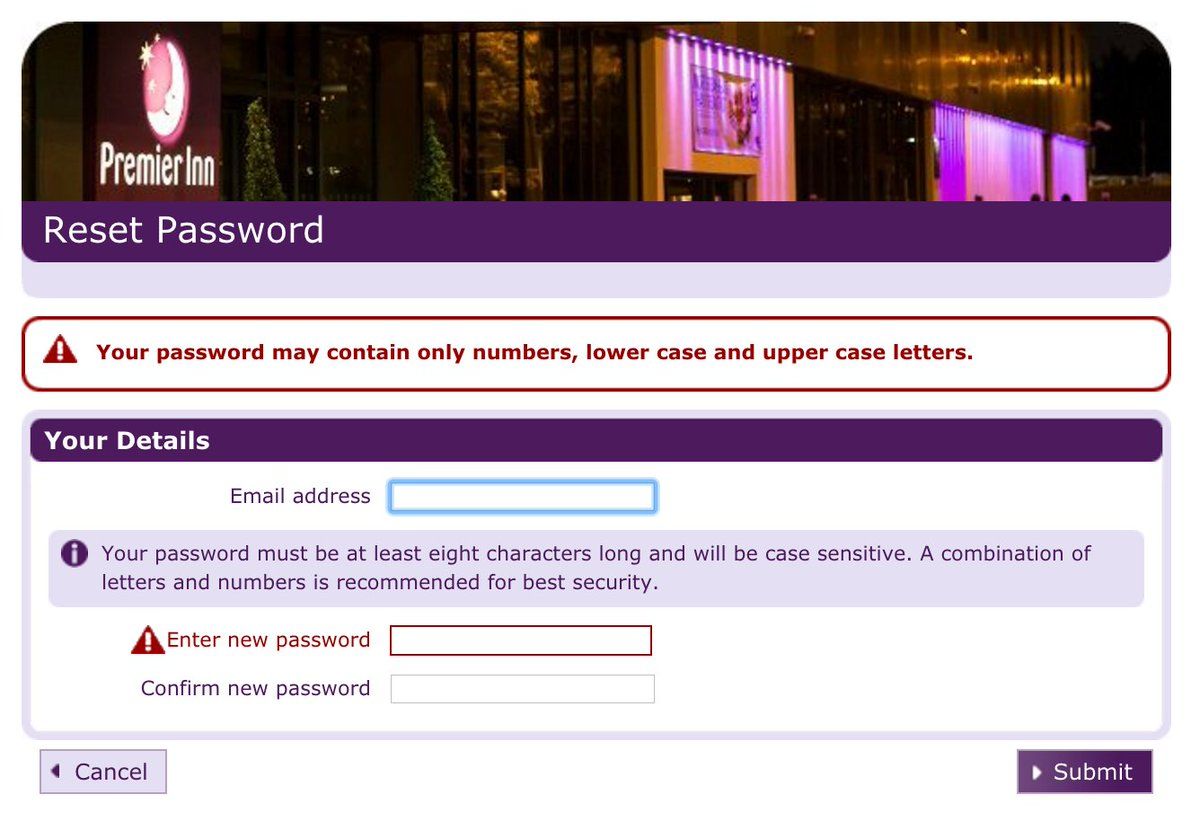 Premier Inn
Reset Password
Your password may contain only numbers, lower case and upper case letters.
Your Details
Email address
Your password must be at least eight characters long and will be case sensitive. A combination of
letters and numbers is recommended for best security.
Enter new password
Confirm new password
Cancel
Submit